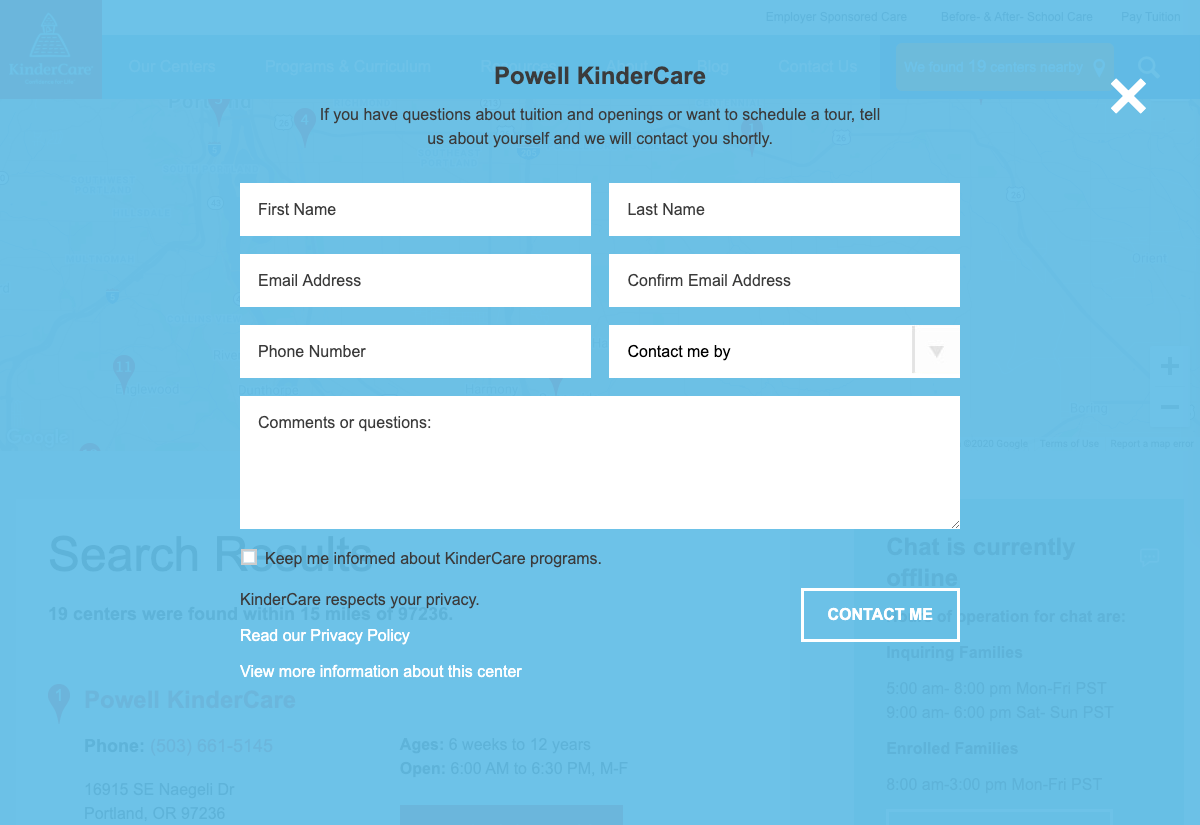 Employer Sponsored Care
Before- & After- School Care
Pay Tuition
KinderCare
Our Centers
Programs & Curriculum
Blog
Contact Us
We found 19 centers nearby
Powell KinderCare
If you have questions about tuition and openings or want to schedule a tour, tell
us about yourself and we will contact you shortly.
4
First Name
Last Name
Email Address
Confirm Email Address
Phone Number
Contact me by
11
Comments or questions:
Google
©2020 Google
Terms of Use
Report a map error
Search Results
Keep me informed about KinderCare programs.
Chat is currently
offline
19 centers were found within 15 miles of 97236.
KinderCare respects your privacy.
CONTACT ME
of operation for chat are:
Read our Privacy Policy
Inquiring Families
View more information about this center
1
Powell KinderCare
5:00 am- 8:00 pm Mon-Fri PST
9:00 am- 6:00 pm Sat- Sun PST
Phone: (503) 661-5145
Ages: 6 weeks to 12 years
Open: 6:00 AM to 6:30 PM, M-F
Enrolled Families
8:00 am-3:00 pm Mon-Fri PST
16915 SE Naegeli Dr
Portland, OR 97236